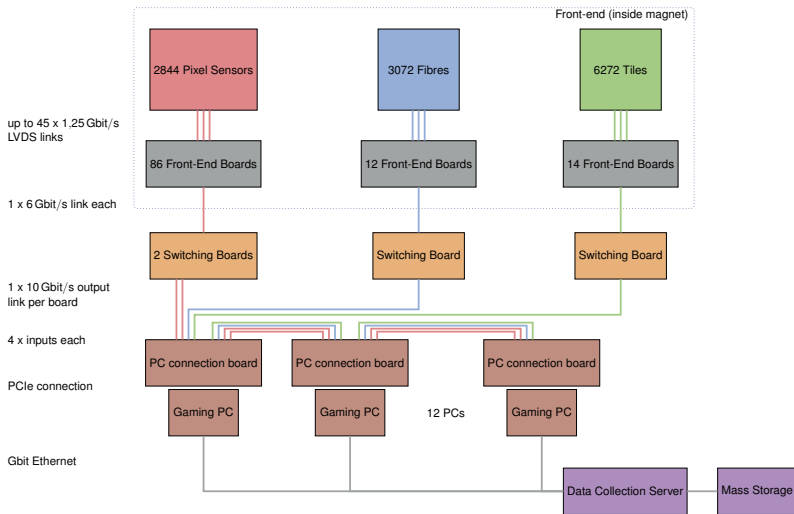 Front-end (inside magnet)
2844 Pixel Sensors
3072 Fibres
6272 Tiles
up to 45 x 1,25 Gbit/s
LVDS links
86 Front-End Boards
12 Front-End Boards
14 Front-End Boards
1 x 6 Gbit/s link each
2 Switching Boards
Switching Board
Switching Board
1 x 10 Gbit/s output
link per board
4 x inputs each
PC connection board
PC connection board
PC connection board
PCIe connection
Gaming PC
Gaming PC
12 PCs
Gaming PC
Gbit Ethernet
Data Collection Server
Mass Storage